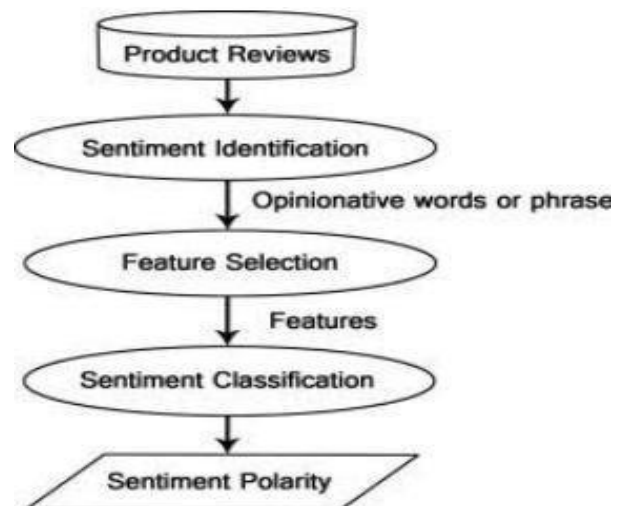 Product Reviews
Sentiment Identification
Opinionative words or phrase
Feature Selection
Features
Sentiment Classification
Sentiment Polarity